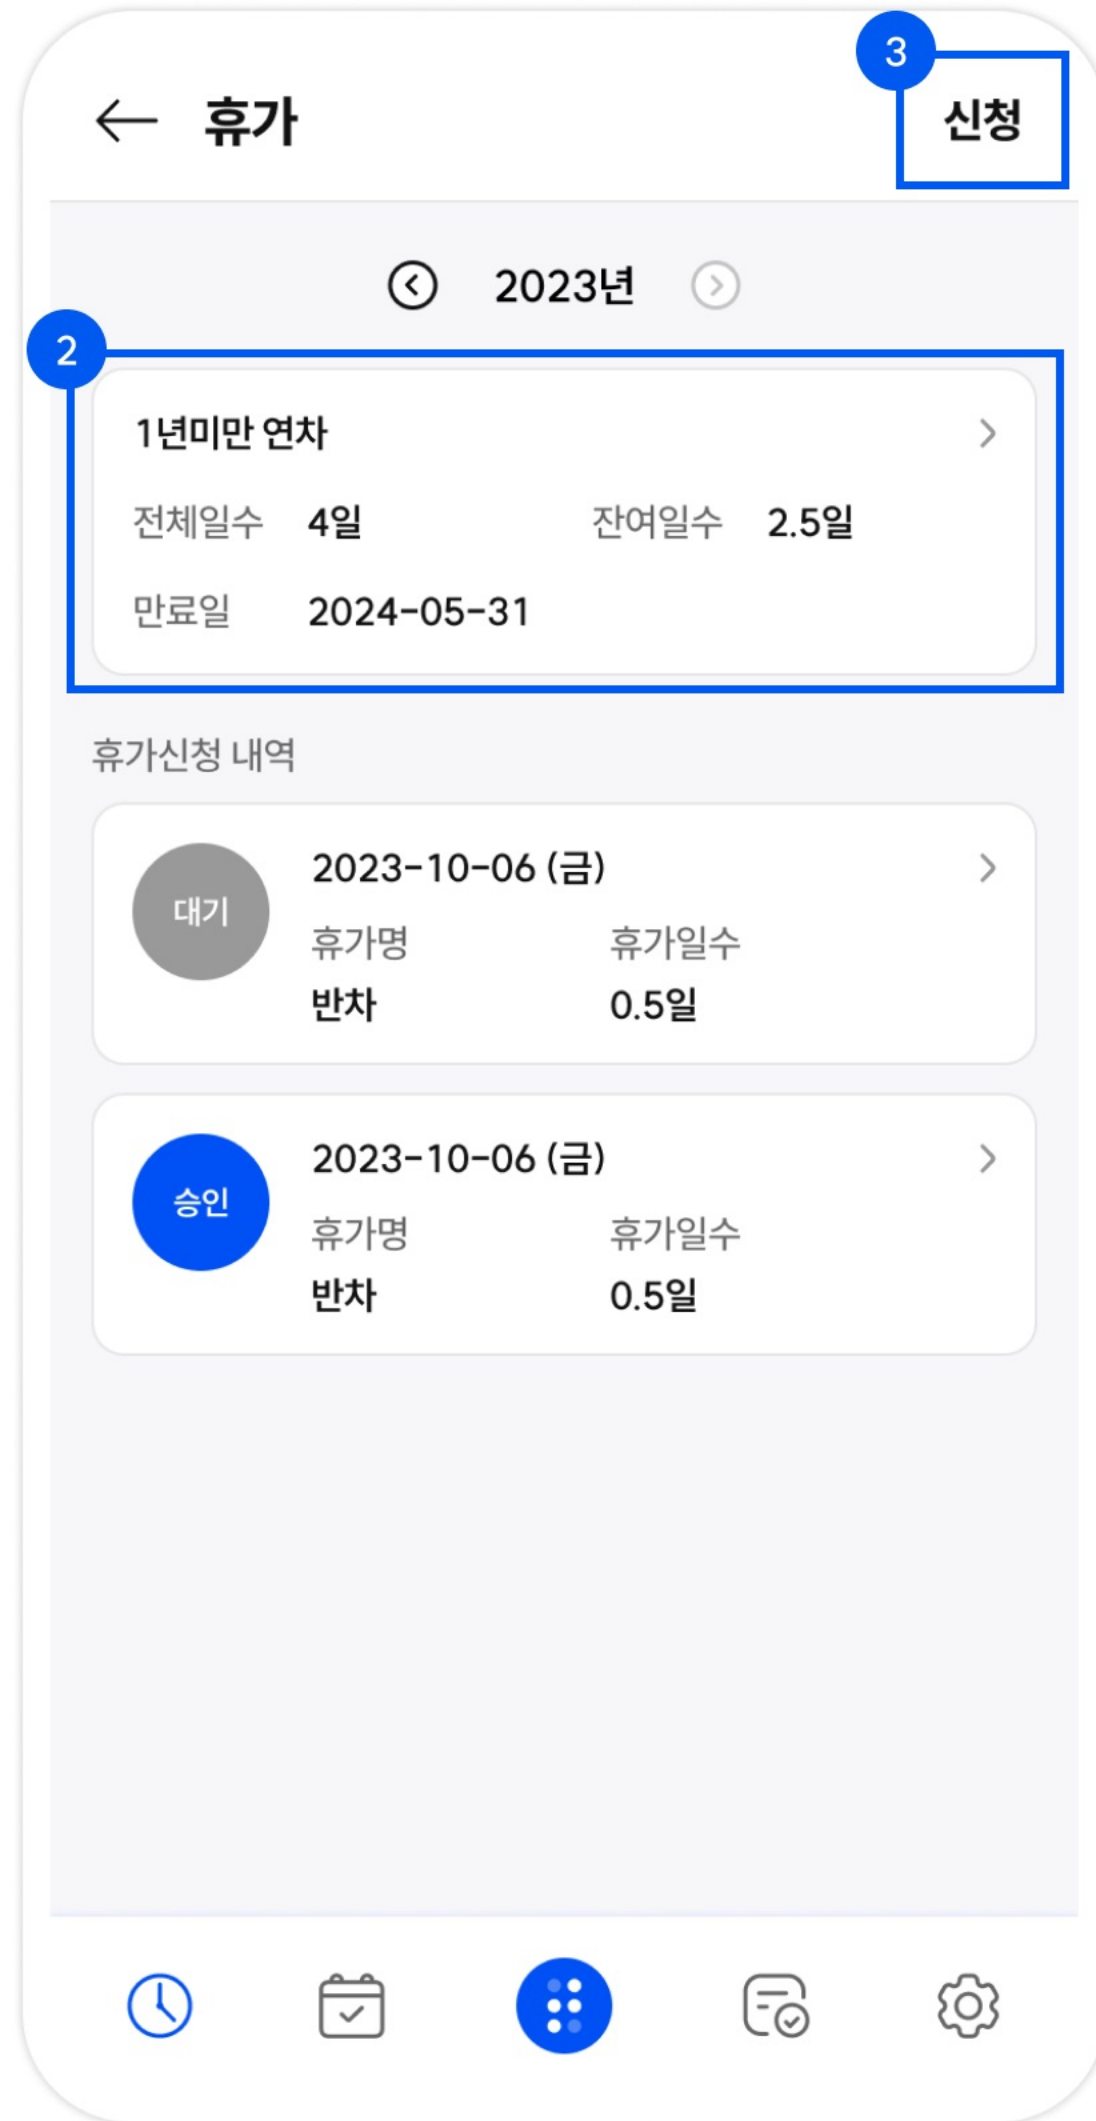 3
휴가 신청
2023년
2
1년미만 연차
전체일수 4일 잔여일수 2.5일
만료일 2024-05-31
휴가신청 내역
대기
2023-10-06 (금)
휴가명 휴가일수
반차 0.5일
승인
2023-10-06 (금)
휴가명 휴가일수
반차 0.5일